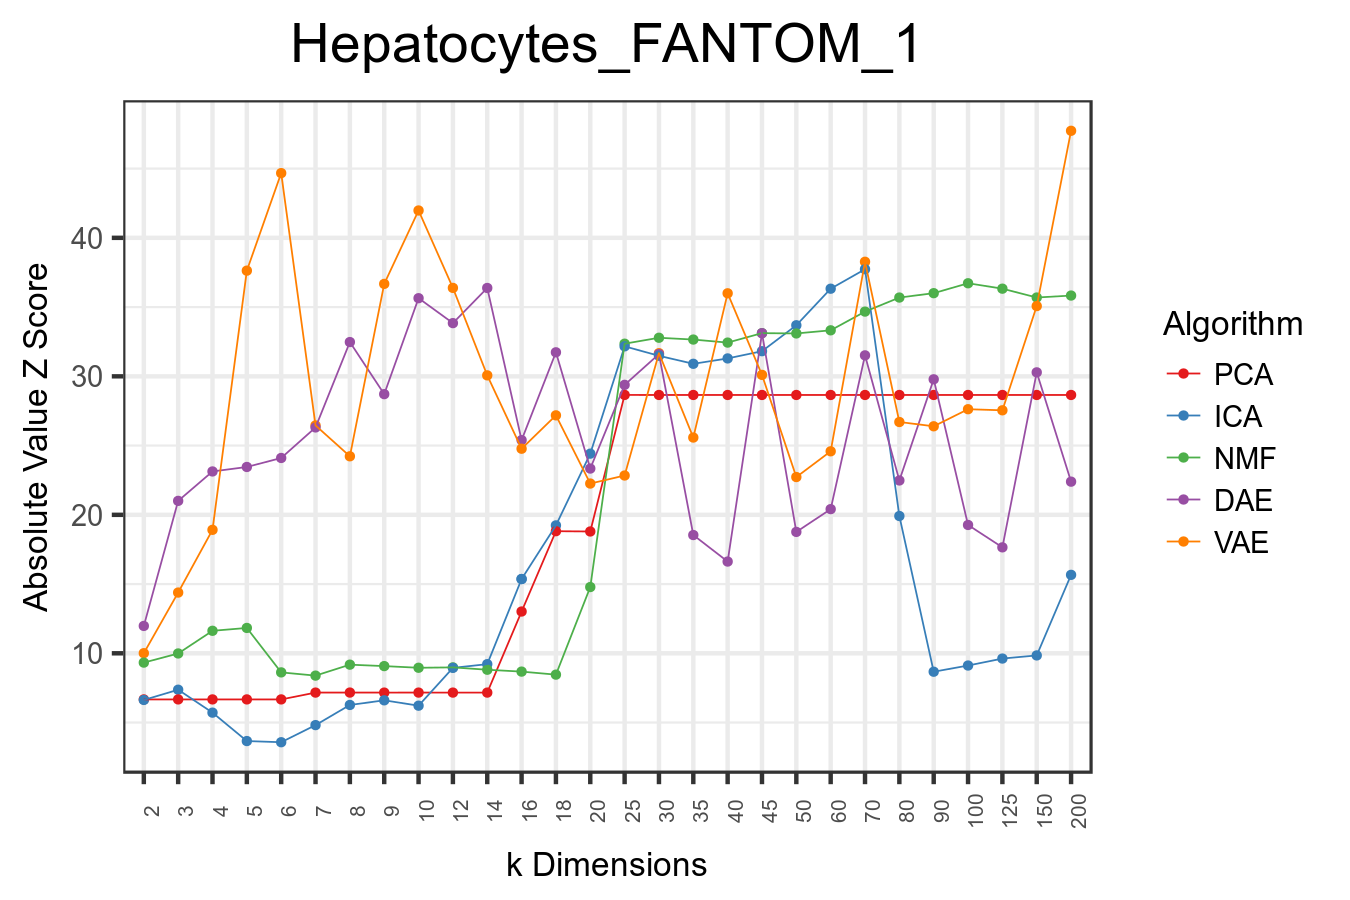 Hepatocytes_FANTOM_1
Absolute Value Z Score
40
30
20
10
2 3 4 5 6 7 8 9 10 12 14 16 18 20 25 30 35 40 45 50 60 70 80 90 100 125 150 200
k Dimensions
Algorithm
PCA
ICA
NMF
DAE
VAE